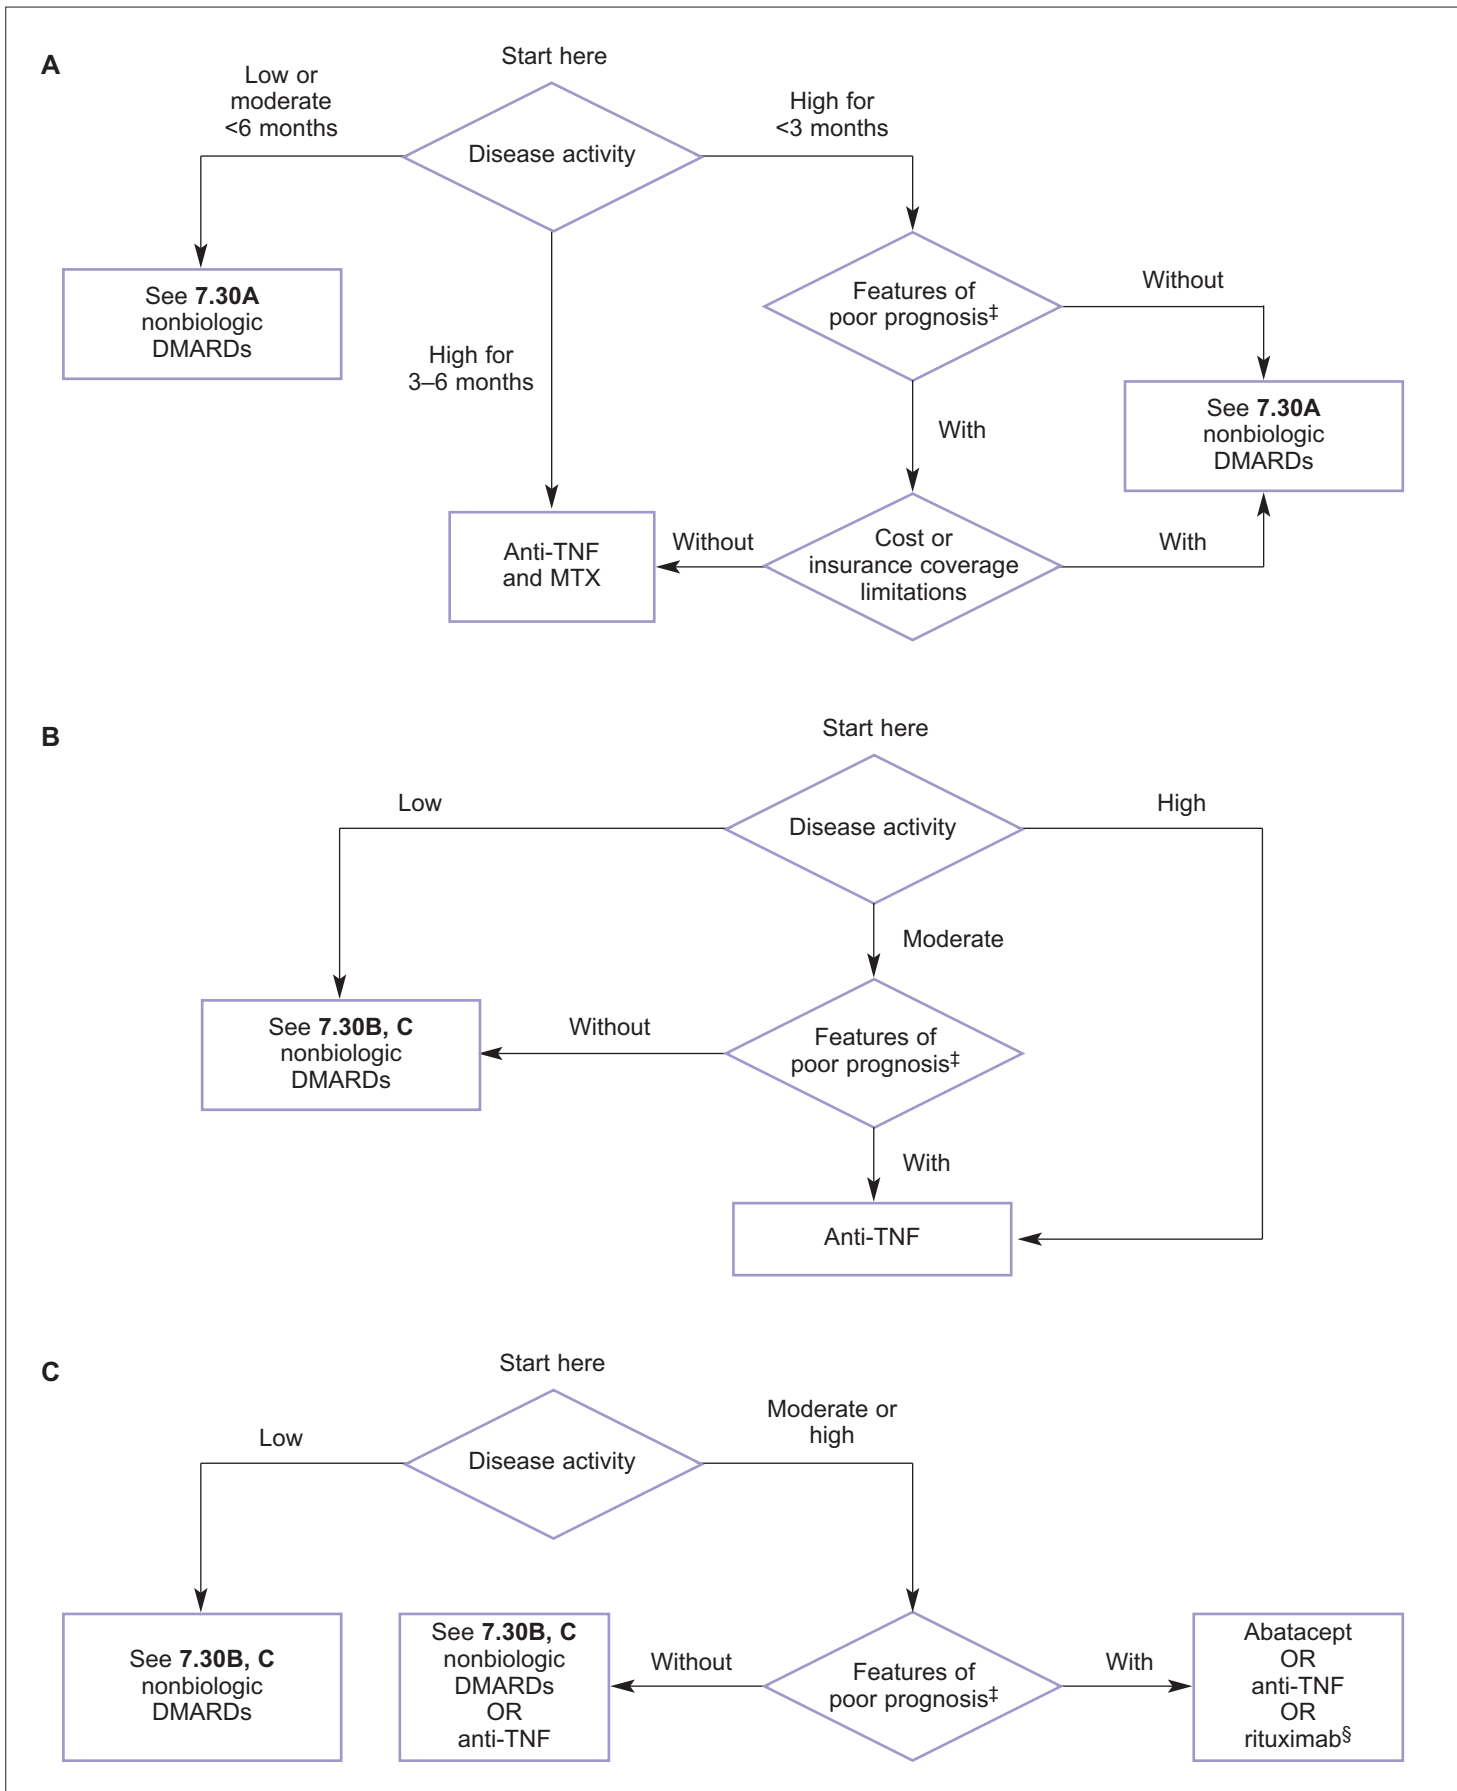 A
Start here
Low or
moderate
<6 months
High for
<3 months
Disease activity
See 7.30A
nonbiologic
DMARDs
High for
3–6 months
Features of
poor prognosis‡
Without
With
See 7.30A
nonbiologic
DMARDs
Anti-TNF
and MTX
Without
Cost or
insurance coverage
limitations
With
B
Start here
Low
Disease activity
High
Moderate
See 7.30B, C
nonbiologic
DMARDs
Without
Features of
poor prognosis‡
With
Anti-TNF
C
Start here
Low
Disease activity
Moderate or
high
See 7.30B, C
nonbiologic
DMARDs
See 7.30B, C
nonbiologic
DMARDs
OR
anti-TNF
Without
Features of
poor prognosis‡
With
Abatacept
OR
anti-TNF
OR
rituximab§